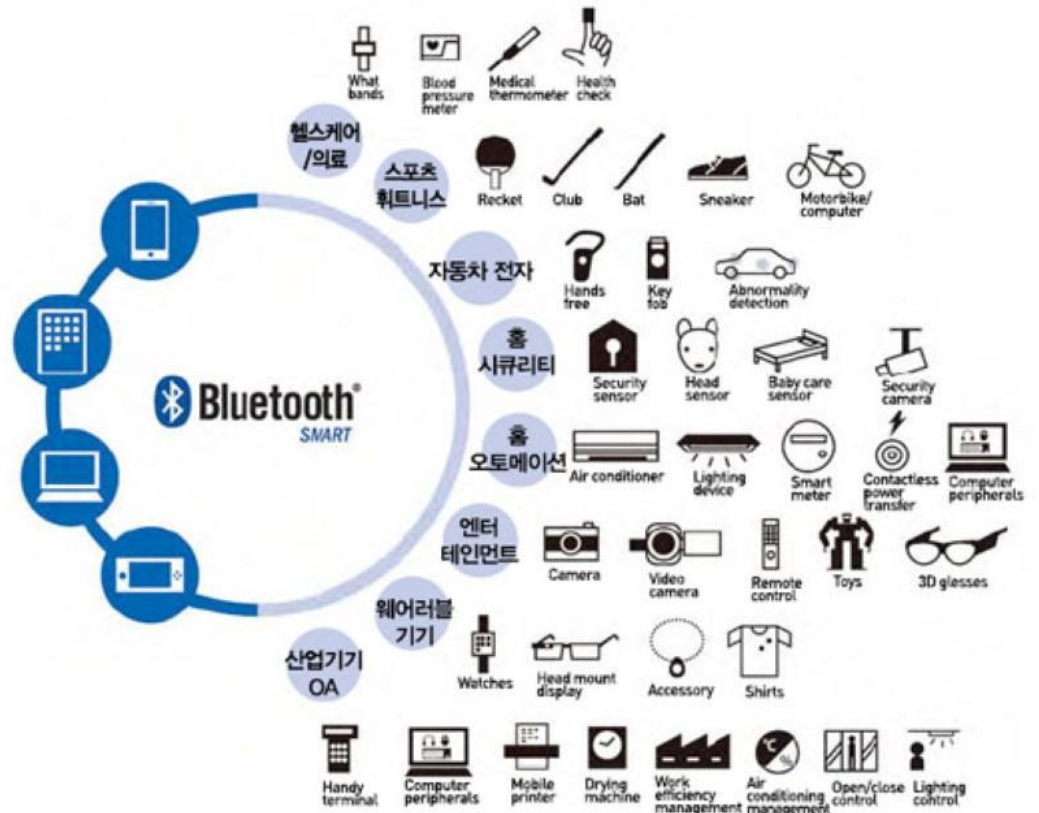 What
bands
Blood
pressure
meter
Medical
thermometer
Health
check
헬스케어
/의료
스포츠
휘트니스
Recket
Club
Bat
Sneaker
Motorbike/
computer
자동차 전자
Hands
free
Key
fob
Abnormality
detection
홈
시큐리티
Security
sensor
Head
sensor
Baby care
sensor
Security
camera
Bluetooth®
SMART
홈
오토메이션
Air conditioner
Lighting
device
Smart
meter
Contactless
power
transfer
Computer
peripherals
엔터
테인먼트
Camera
Video
camera
Remote
control
Toys
3D glesses
웨어러블
기기
Watches
Head mount
display
Accessory
Shirts
산업기기
OA
Handy
terminal
Computer
peripherals
Mobile
printer
Drying
machine
Work
efficiency
management
°C
%
Air
conditioning
management
Open/close
control
Lighting
control